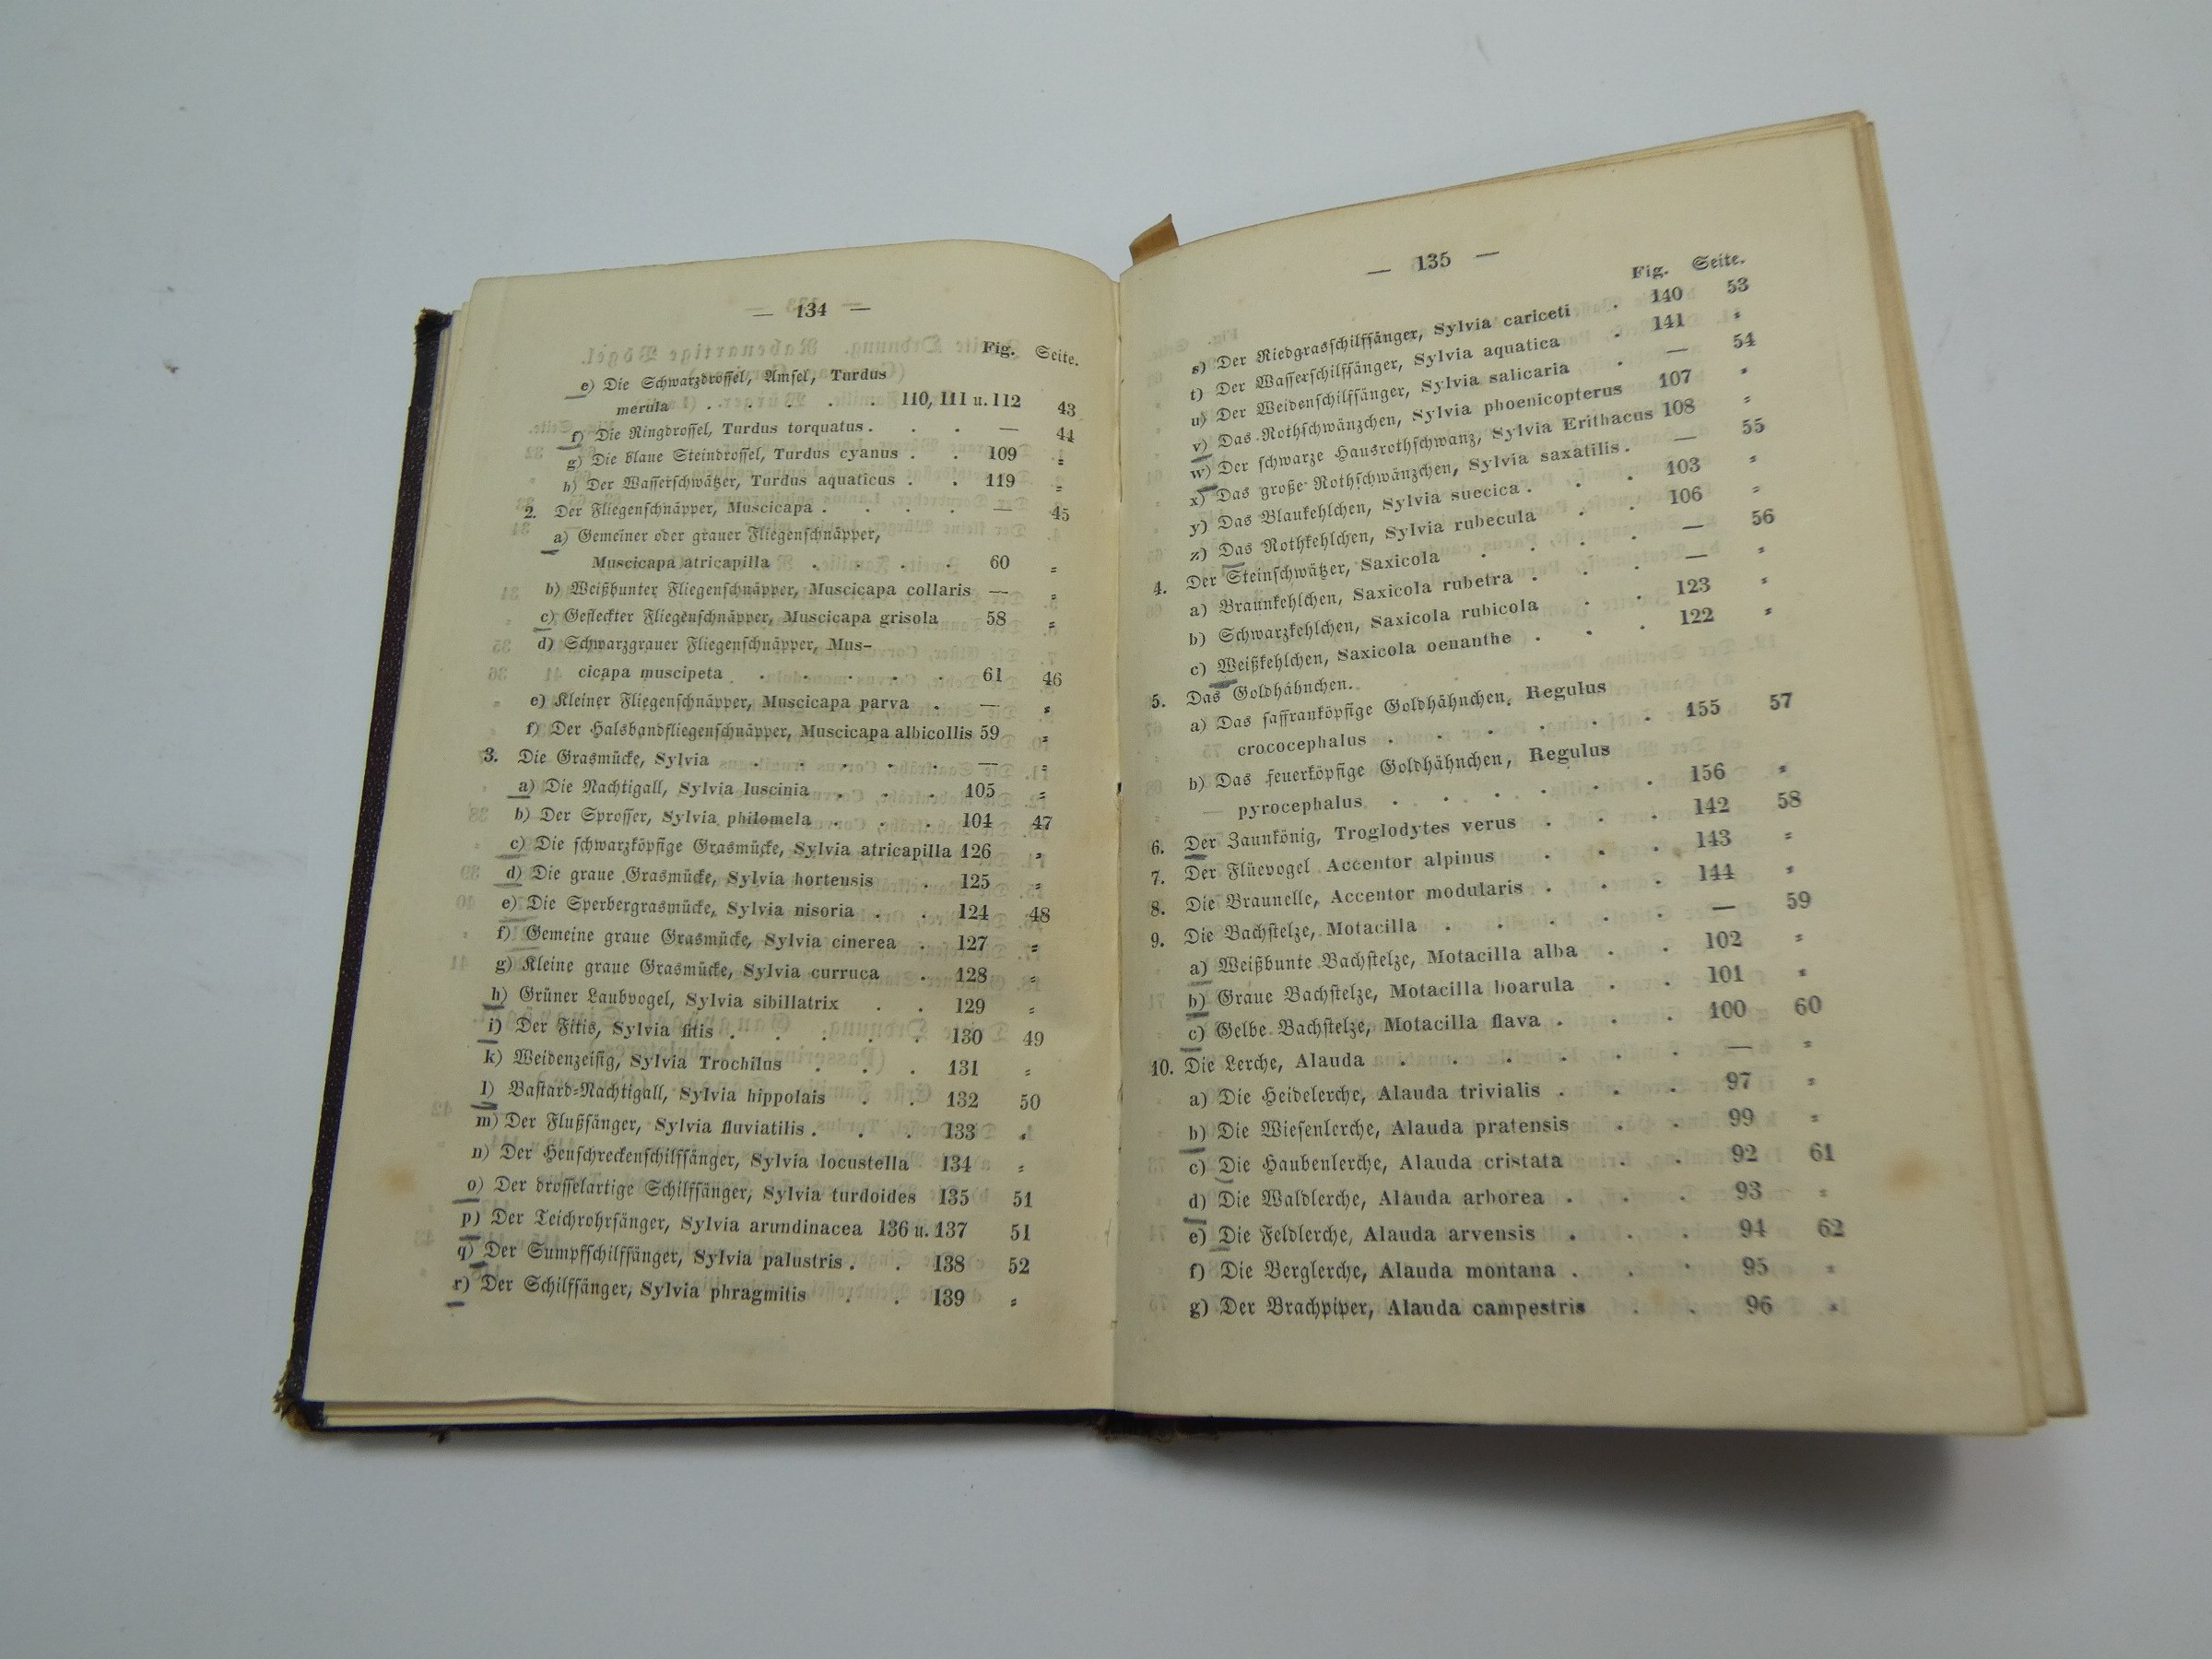 — 134 —
Fig. Seite.
e) Die Schwarzdrossel, Amsel, Turdus
merula . . . . . 110, 111 u. 112 43
f) Die Ringdrossel, Turdus torquatus . . . — 44
g) Die blaue Steindrossel, Turdus cyanus . . 109 „
h) Der Wasserschwätzer, Turdus aquaticus . . 119 „
2. Der Fliegenschnäpper, Muscicapa . . . . — 45
a) Gemeiner oder grauer Fliegenschnäpper,
Muscicapa atricapilla . . . . 60 „
b) Weißbunter Fliegenschnäpper, Muscicapa collaris — „
c) Gefleckter Fliegenschnäpper, Muscicapa grisola 58 „
d) Schwarzgrauer Fliegenschnäpper, Mus-
cicapa muscipeta . . . . . 61 46
e) Kleiner Fliegenschnäpper, Muscicapa parva . — „
f) Der Halsbandfliegenschnäpper, Muscicapa albicollis 59 „
3. Die Grasmücke, Sylvia . . . . . — „
a) Die Nachtigall, Sylvia luscinia . . . 105 „
b) Der Sprosser, Sylvia philomela . . . 104 47
c) Die schwarzköpfige Grasmücke, Sylvia atricapilla 126 „
d) Die graue Grasmücke, Sylvia hortensis . 125 „
e) Die Sperbergrasmücke, Sylvia nisoria . . 124 48
f) Gemeine graue Grasmücke, Sylvia cinerea . 127 „
g) Kleine graue Grasmücke, Sylvia curruca . 128 „
h) Grüner Laubvogel, Sylvia sibillatrix . . 129 „
i) Der Fitis, Sylvia fitis . . . . . 130 49
k) Weidenzeisig, Sylvia Trochilus . . . 131 „
l) Bastard-Nachtigall, Sylvia hippolais . . 132 50
m) Der Flußsänger, Sylvia fluviatilis . . . 133 „
n) Der Heuschreckenschilfsänger, Sylvia locustella 134 „
o) Der drosselartige Schilfsänger, Sylvia turdoides 135 51
p) Der Teichrohrsänger, Sylvia arundinacea 136 u. 137 51
q) Der Sumpfschilfsänger, Sylvia palustris . . 138 52
r) Der Schilfsänger, Sylvia phragmitis . . 139 „
— 135 —
Fig. Seite.
s) Der Riedgrasschilfsänger, Sylvia cariceti . 140 53
t) Der Wasserschilfsänger, Sylvia aquatica . 141 „
u) Der Weidenschilfsänger, Sylvia salicaria . — 54
v) Das Rothschwänzchen, Sylvia phoenicopterus 107 „
w) Der schwarze Hausrothschwanz, Sylvia Erithacus 108 „
x) Das große Rothschwänzchen, Sylvia saxatilis . — 55
y) Das Blaukehlchen, Sylvia suecica . . . 103 „
z) Das Rothkehlchen, Sylvia rubecula . . 106 „
4. Der Steinschwätzer, Saxicola . . . . — 56
a) Braunkehlchen, Saxicola rubetra . . . — „
b) Schwarzkehlchen, Saxicola rubicola . . 123 „
c) Weißkehlchen, Saxicola oenanthe . . . 122 „
5. Das Goldhähnchen.
a) Das saffranköpfige Goldhähnchen, Regulus
crococephalus . . . . . . 155 57
b) Das feuerköpfige Goldhähnchen, Regulus
pyrocephalus . . . . . . 156 „
6. Der Zaunkönig, Troglodytes verus . . . 142 58
7. Der Flüevogel Accentor alpinus . . . 143 „
8. Die Braunelle, Accentor modularis . . . 144 „
9. Die Bachstelze, Motacilla . . . . . — 59
a) Weißbunte Bachstelze, Motacilla alba . . 102 „
b) Graue Bachstelze, Motacilla boarula . . 101 „
c) Gelbe Bachstelze, Motacilla flava . . . 100 60
10. Die Lerche, Alauda . . . . . . — „
a) Die Heidelerche, Alauda trivialis . . . 97 „
b) Die Wiesenlerche, Alauda pratensis . . 99 „
c) Die Haubenlerche, Alauda cristata . . 92 61
d) Die Waldlerche, Alauda arborea . . . 93 „
e) Die Feldlerche, Alauda arvensis . . . 94 62
f) Die Berglerche, Alauda montana . . . 95 „
g) Der Brachpiper, Alauda campestris . . 96 „